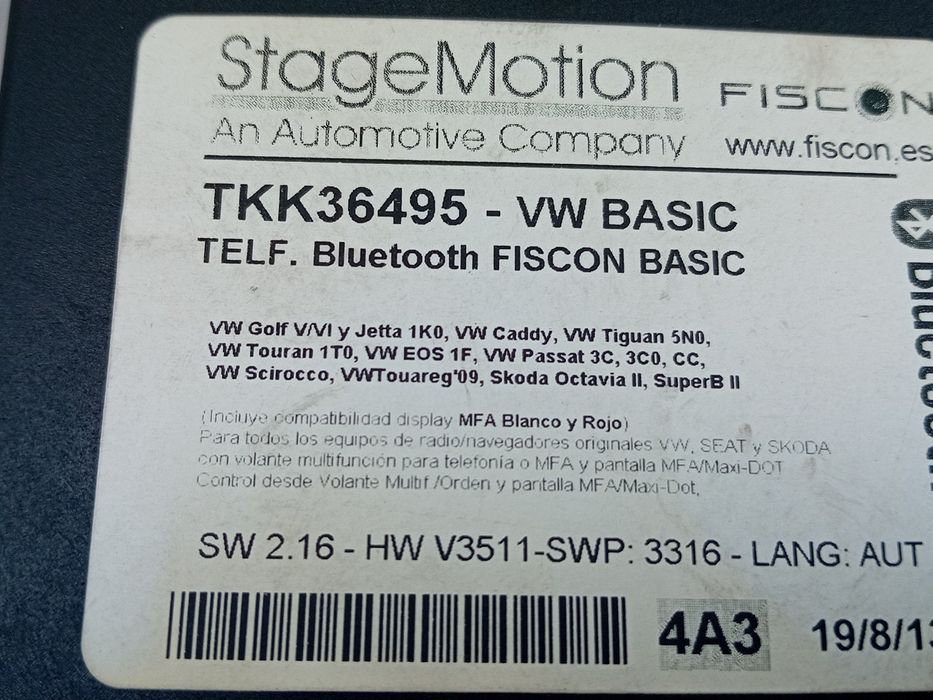 StageMotion
FISCON
An Automotive Company
www.fiscon.es
TKK36495 - VW BASIC
TELF. Bluetooth FISCON BASIC
Bluetooth
VW Golf V/VI y Jetta 1K0, VW Caddy, VW Tiguan 5N0,
VW Touran 1T0, VW EOS 1F, VW Passat 3C, 3C0, CC,
VW Scirocco, VWTouareg'09, Skoda Octavia II, SuperB II
(Incluye compatibilidad display MFA Blanco y Rojo)
Para todos los equipos de radio/navegadores originales VW, SEAT y SKODA
con volante multifunción para telefonía o MFA y pantalla MFA/Maxi-DOT
Control desde Volante Multif /Orden y pantalla MFA/Maxi-Dot,
SW 2.16 - HW V3511-SWP: 3316 - LANG: AUT
4A3
19/8/13